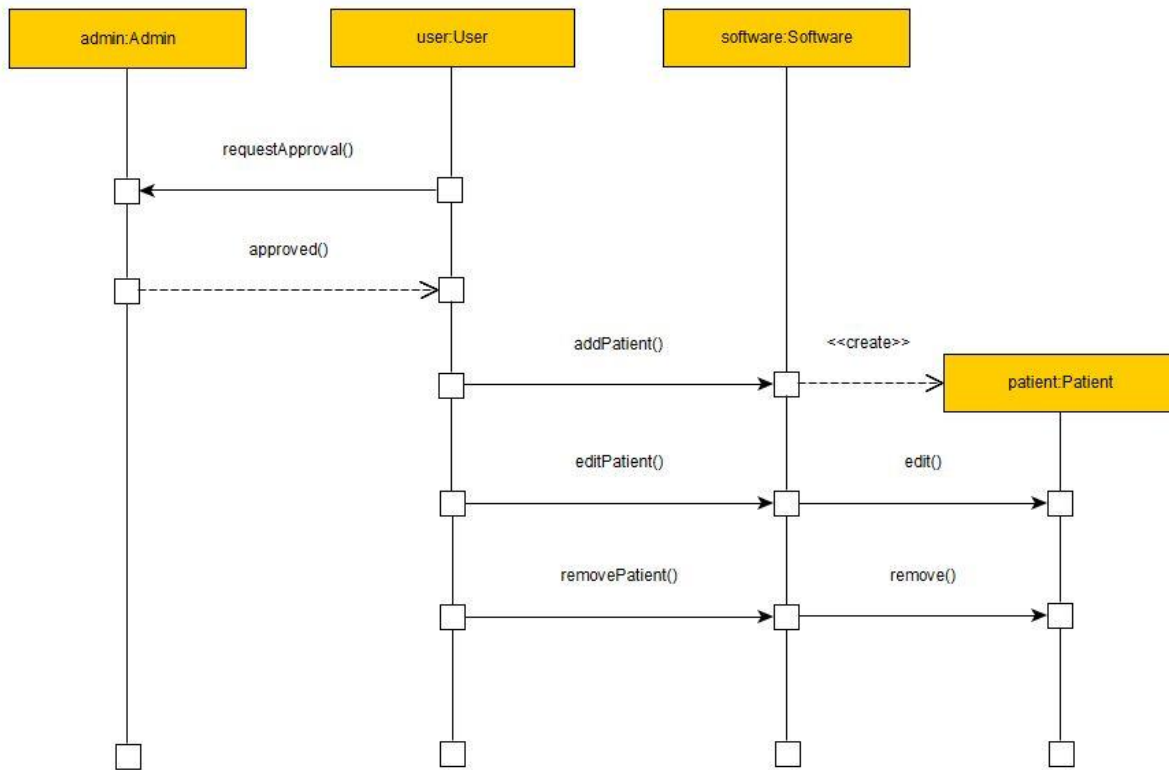 admin:Admin
user:User
software:Software
requestApproval()
approved()
addPatient()
<<create>>
patient:Patient
editPatient()
edit()
removePatient()
remove()